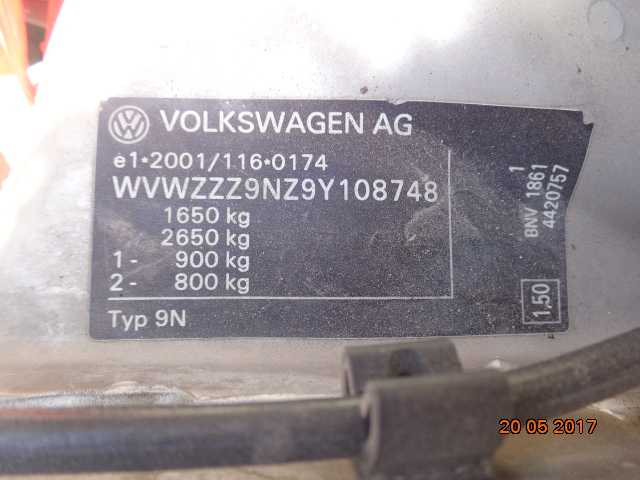 VOLKSWAGEN AG
e1*2001/116*0174
WVWZZZ9NZ9Y108748
1650 kg
2650 kg
1- 900 kg
2- 800 kg
Typ 9N
1
BNV 1861
4420757
1.50
20 05 2017